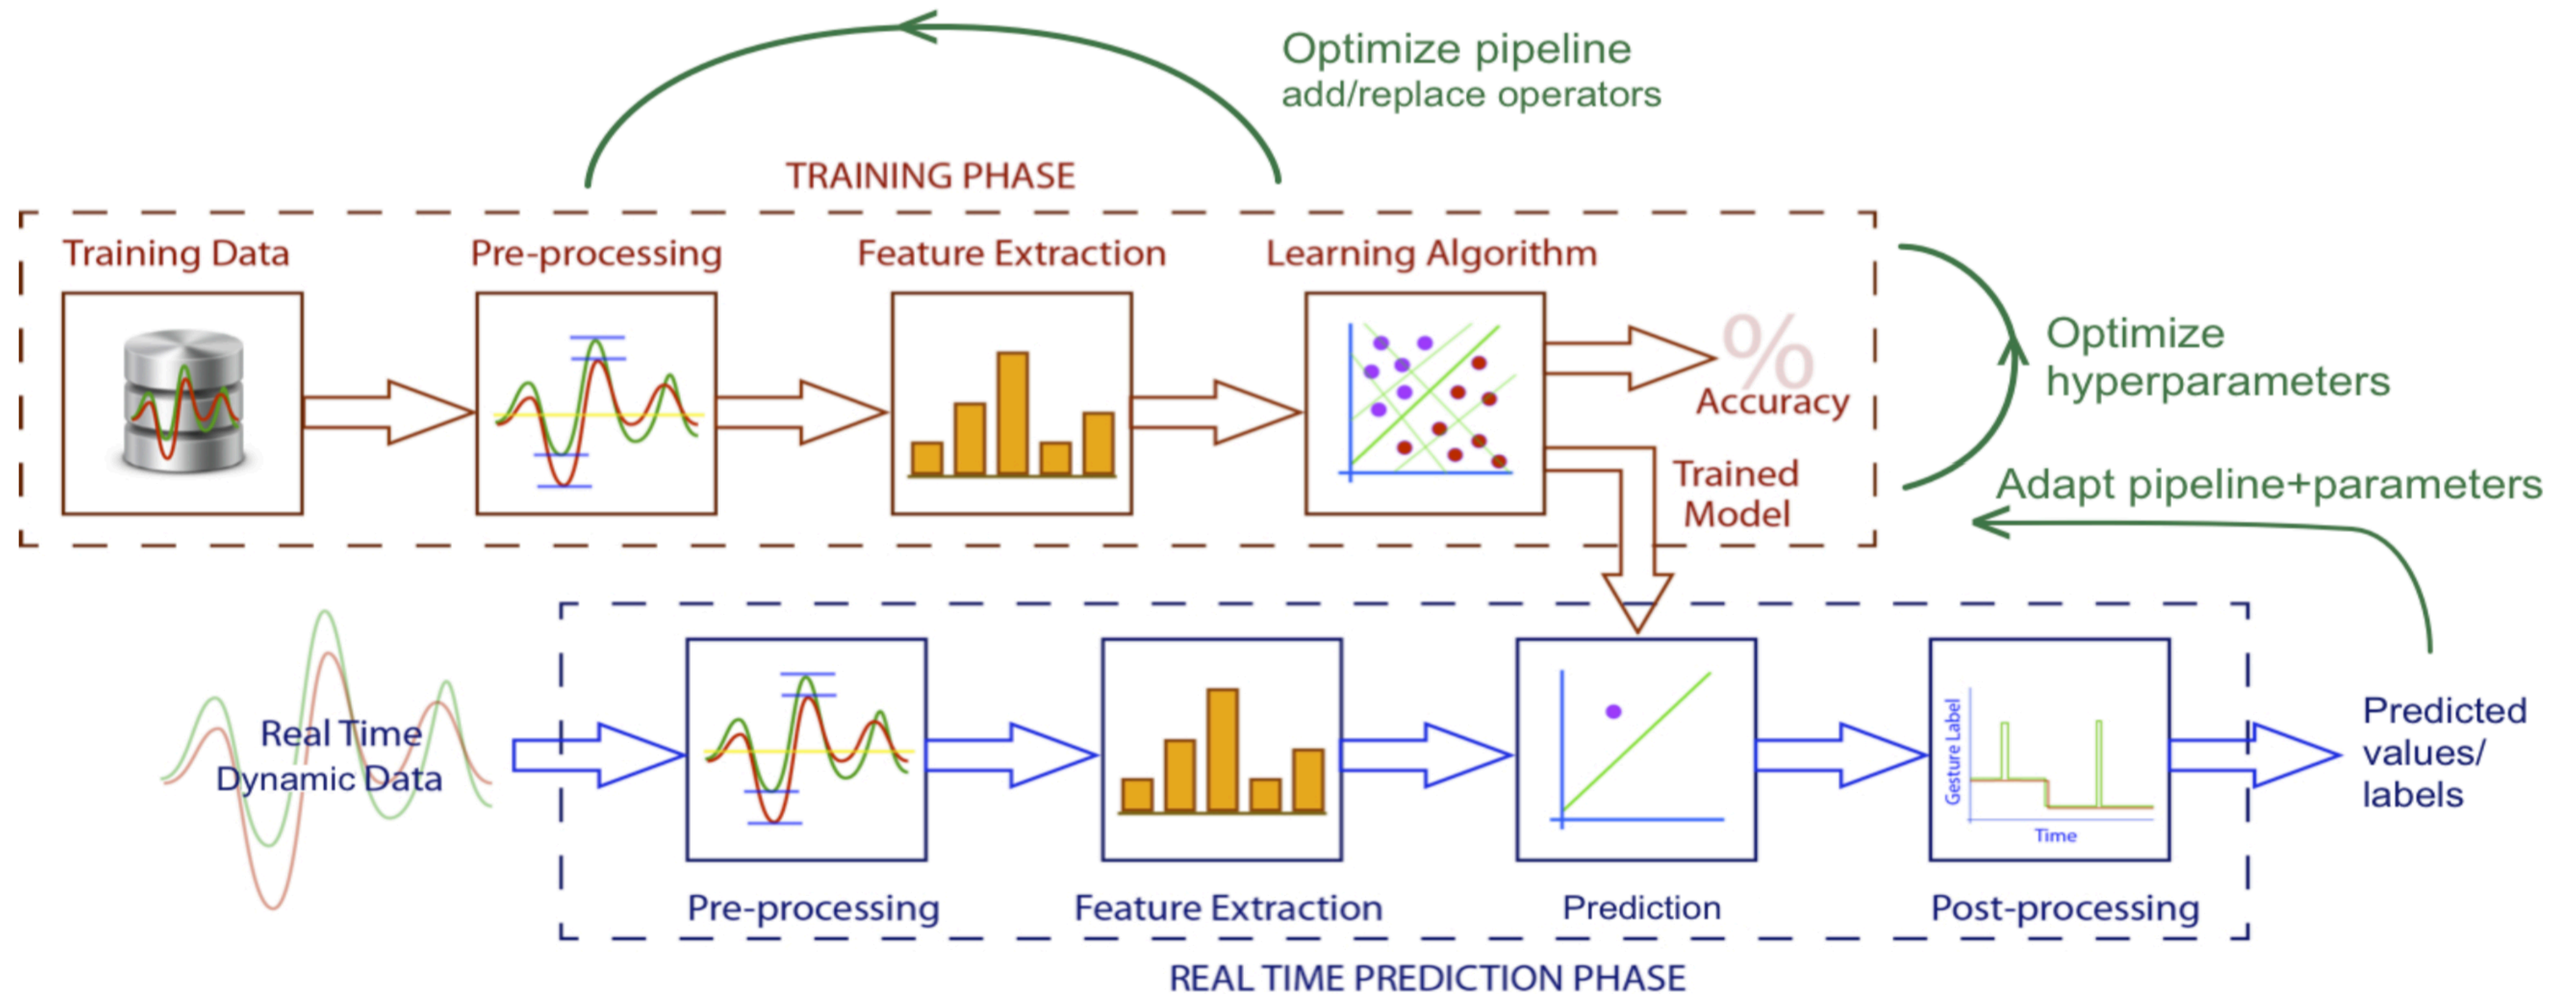 Optimize pipeline
add/replace operators
TRAINING PHASE
Training Data
Pre-processing
Feature Extraction
Learning Algorithm
%
Accuracy
Trained
Model
Optimize
hyperparameters
Adapt pipeline+parameters
Real Time
Dynamic Data
Gesture Label
Time
Predicted
values/
labels
Pre-processing
Feature Extraction
Prediction
Post-processing
REAL TIME PREDICTION PHASE